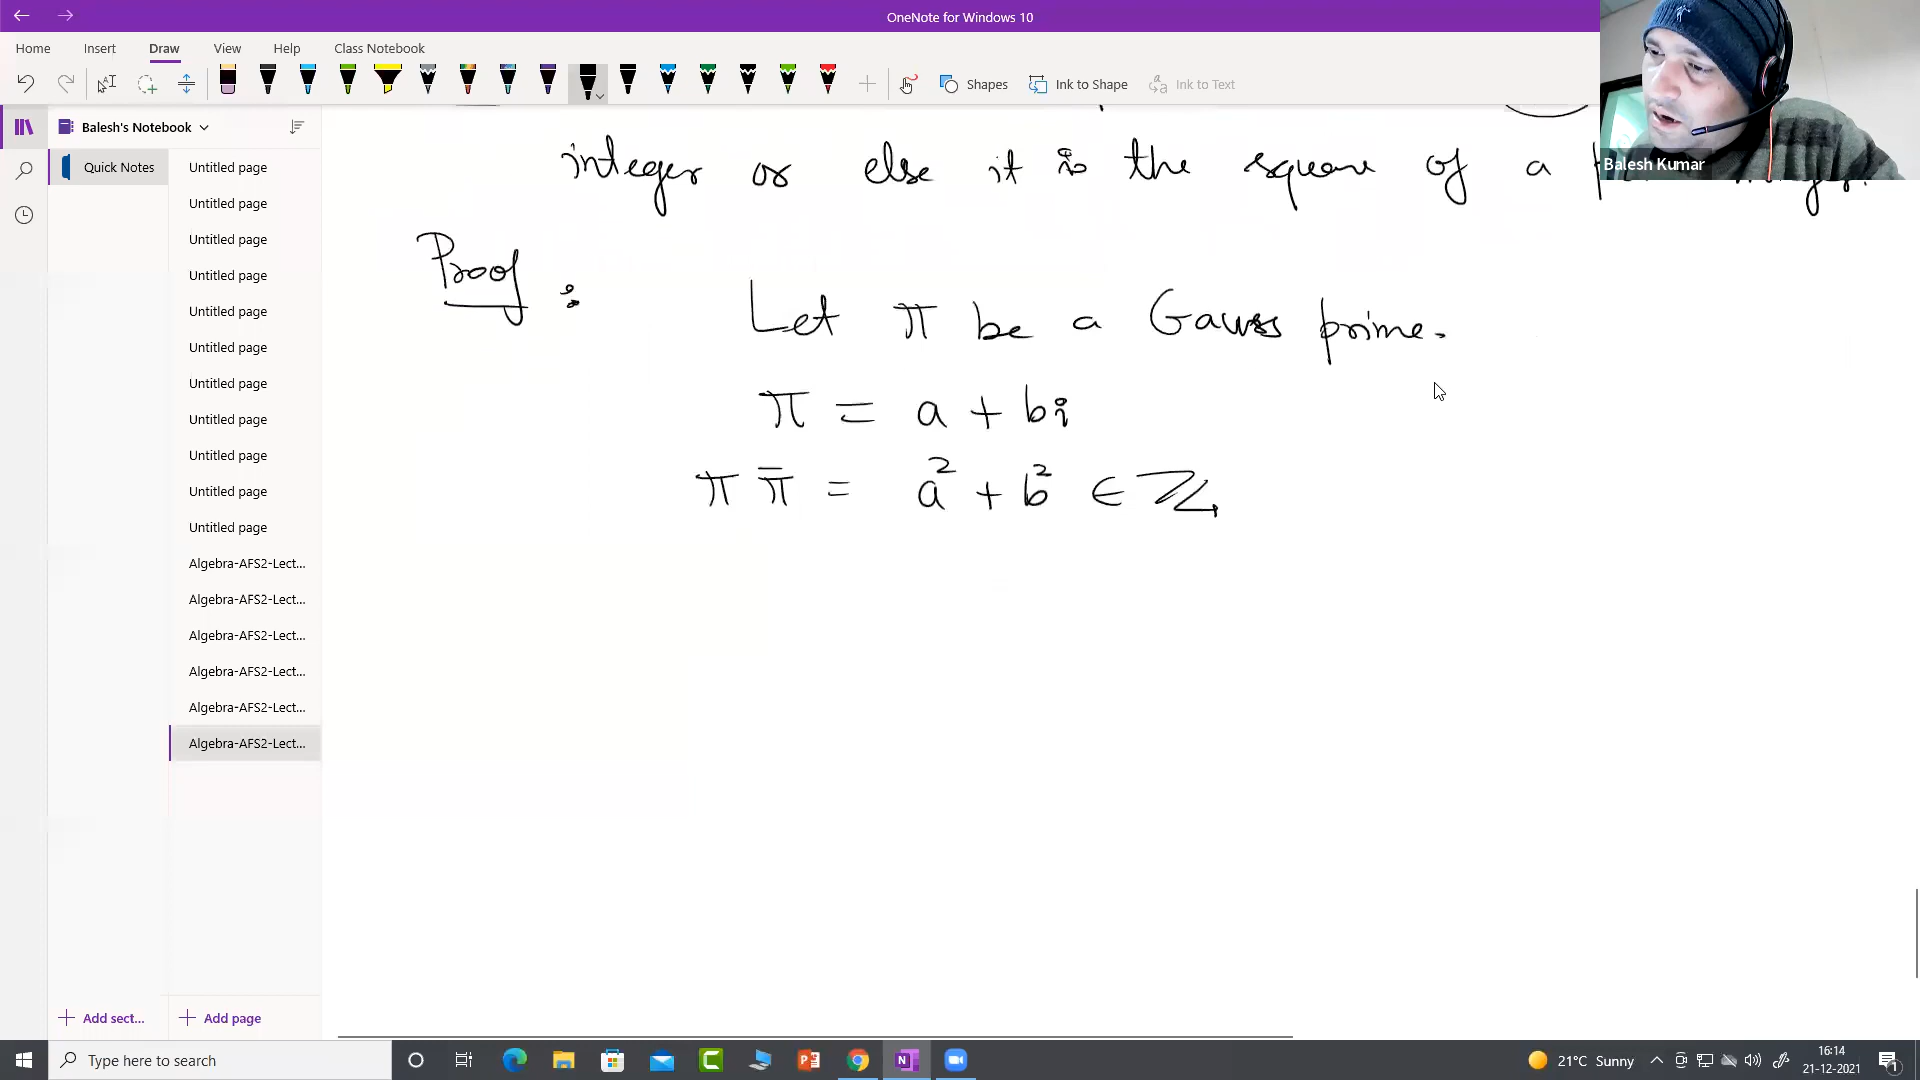 OneNote for Windows 10
Home Insert Draw View Help Class Notebook
Shapes Ink to Shape Ink to Text
Balesh's Notebook
Quick Notes
Untitled page
Untitled page
Untitled page
Untitled page
Untitled page
Untitled page
Untitled page
Untitled page
Untitled page
Untitled page
Untitled page
Algebra-AFS2-Lect...
Algebra-AFS2-Lect...
Algebra-AFS2-Lect...
Algebra-AFS2-Lect...
Algebra-AFS2-Lect...
Algebra-AFS2-Lect...
Add sect... Add page
integer or else it is the square of a
Proof :
Let π be a Gauss prime.
π = a + bi
π π̄ = a² + b² ∈ ℤ
Balesh Kumar
Type here to search
21°C Sunny
16:14
21-12-2021
1